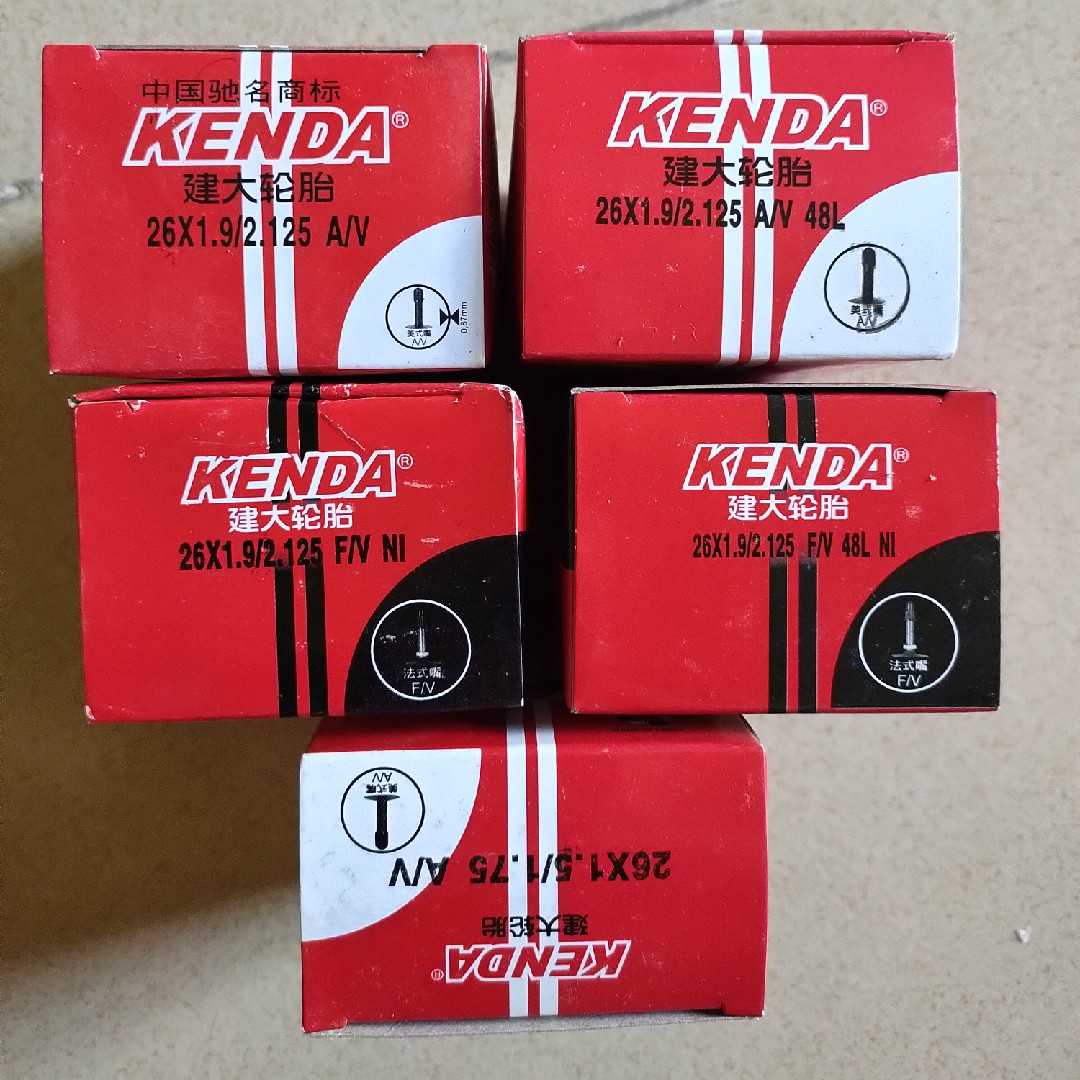 中国驰名商标
KENDA®
建大轮胎
26X1.9/2.125 A/V
美式嘴
A/V
0.87mm
KENDA®
建大轮胎
26X1.9/2.125 A/V 48L
美式嘴
A/V
KENDA®
建大轮胎
26X1.9/2.125 F/V NI
法式嘴
F/V
KENDA®
建大轮胎
26X1.9/2.125 F/V 48L NI
法式嘴
F/V
KENDA®
建大轮胎
26X1.5/1.75 A/V
美式嘴
A/V